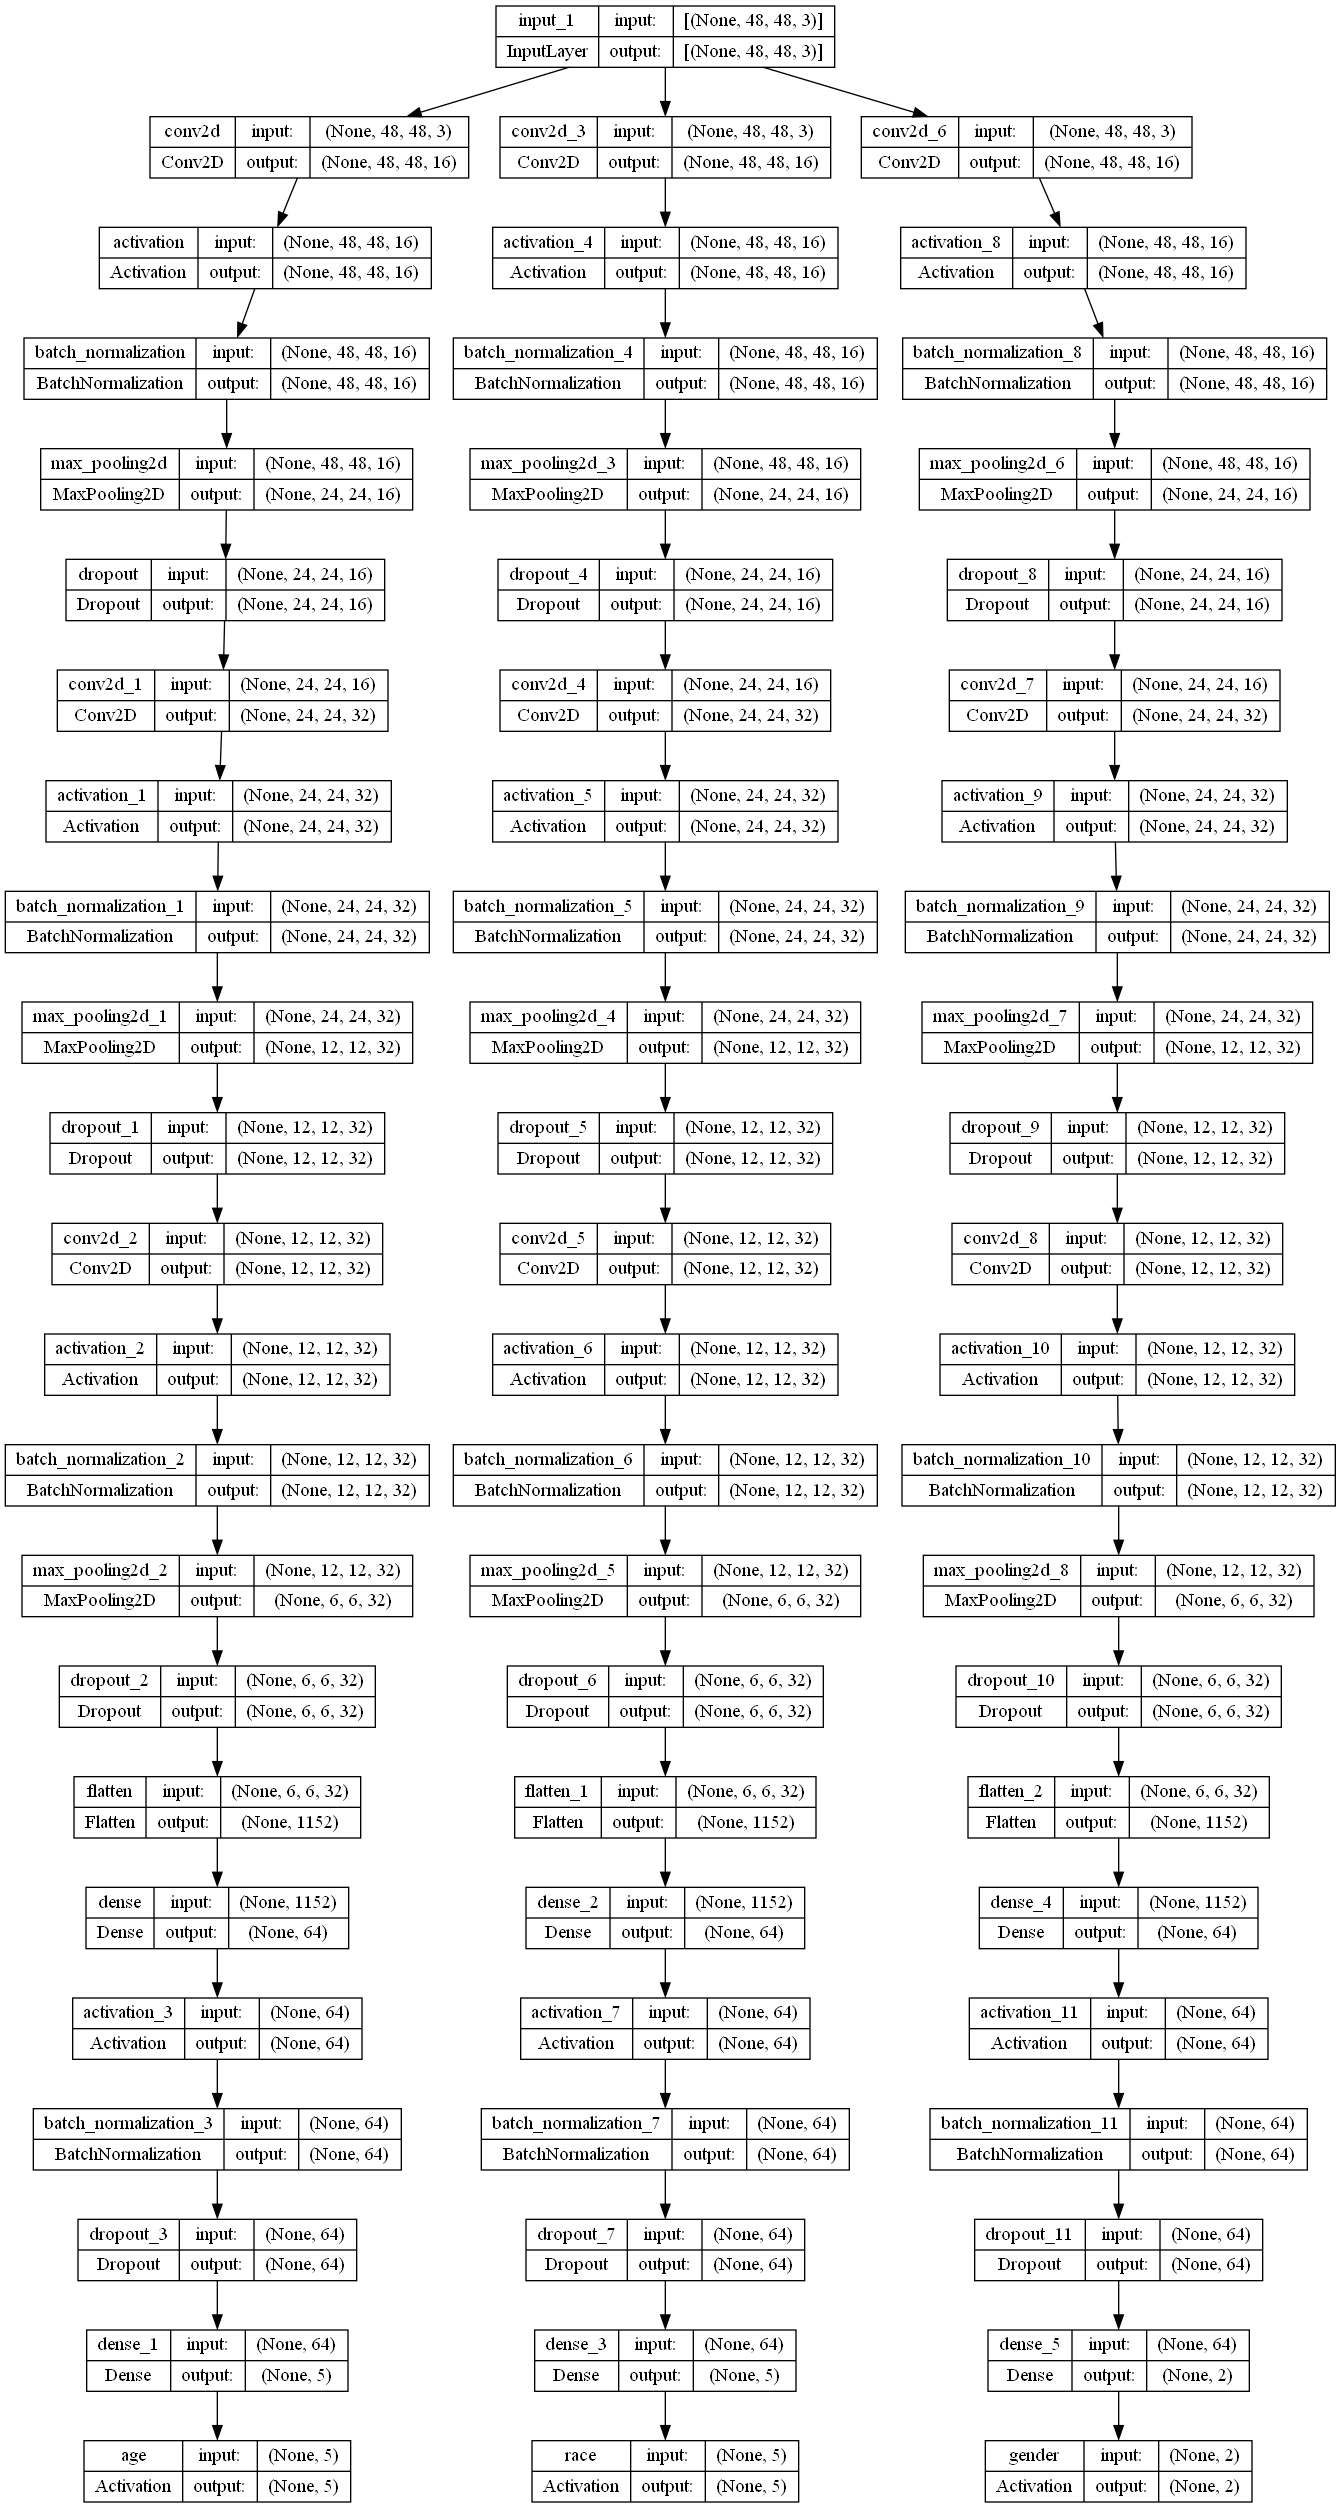 input_1 input: [(None, 48, 48, 3)]
InputLayer output: [(None, 48, 48, 3)]
conv2d input: (None, 48, 48, 3)
Conv2D output: (None, 48, 48, 16)
conv2d_3 input: (None, 48, 48, 3)
Conv2D output: (None, 48, 48, 16)
conv2d_6 input: (None, 48, 48, 3)
Conv2D output: (None, 48, 48, 16)
activation input: (None, 48, 48, 16)
Activation output: (None, 48, 48, 16)
activation_4 input: (None, 48, 48, 16)
Activation output: (None, 48, 48, 16)
activation_8 input: (None, 48, 48, 16)
Activation output: (None, 48, 48, 16)
batch_normalization input: (None, 48, 48, 16)
BatchNormalization output: (None, 48, 48, 16)
batch_normalization_4 input: (None, 48, 48, 16)
BatchNormalization output: (None, 48, 48, 16)
batch_normalization_8 input: (None, 48, 48, 16)
BatchNormalization output: (None, 48, 48, 16)
max_pooling2d input: (None, 48, 48, 16)
MaxPooling2D output: (None, 24, 24, 16)
max_pooling2d_3 input: (None, 48, 48, 16)
MaxPooling2D output: (None, 24, 24, 16)
max_pooling2d_6 input: (None, 48, 48, 16)
MaxPooling2D output: (None, 24, 24, 16)
dropout input: (None, 24, 24, 16)
Dropout output: (None, 24, 24, 16)
dropout_4 input: (None, 24, 24, 16)
Dropout output: (None, 24, 24, 16)
dropout_8 input: (None, 24, 24, 16)
Dropout output: (None, 24, 24, 16)
conv2d_1 input: (None, 24, 24, 16)
Conv2D output: (None, 24, 24, 32)
conv2d_4 input: (None, 24, 24, 16)
Conv2D output: (None, 24, 24, 32)
conv2d_7 input: (None, 24, 24, 16)
Conv2D output: (None, 24, 24, 32)
activation_1 input: (None, 24, 24, 32)
Activation output: (None, 24, 24, 32)
activation_5 input: (None, 24, 24, 32)
Activation output: (None, 24, 24, 32)
activation_9 input: (None, 24, 24, 32)
Activation output: (None, 24, 24, 32)
batch_normalization_1 input: (None, 24, 24, 32)
BatchNormalization output: (None, 24, 24, 32)
batch_normalization_5 input: (None, 24, 24, 32)
BatchNormalization output: (None, 24, 24, 32)
batch_normalization_9 input: (None, 24, 24, 32)
BatchNormalization output: (None, 24, 24, 32)
max_pooling2d_1 input: (None, 24, 24, 32)
MaxPooling2D output: (None, 12, 12, 32)
max_pooling2d_4 input: (None, 24, 24, 32)
MaxPooling2D output: (None, 12, 12, 32)
max_pooling2d_7 input: (None, 24, 24, 32)
MaxPooling2D output: (None, 12, 12, 32)
dropout_1 input: (None, 12, 12, 32)
Dropout output: (None, 12, 12, 32)
dropout_5 input: (None, 12, 12, 32)
Dropout output: (None, 12, 12, 32)
dropout_9 input: (None, 12, 12, 32)
Dropout output: (None, 12, 12, 32)
conv2d_2 input: (None, 12, 12, 32)
Conv2D output: (None, 12, 12, 32)
conv2d_5 input: (None, 12, 12, 32)
Conv2D output: (None, 12, 12, 32)
conv2d_8 input: (None, 12, 12, 32)
Conv2D output: (None, 12, 12, 32)
activation_2 input: (None, 12, 12, 32)
Activation output: (None, 12, 12, 32)
activation_6 input: (None, 12, 12, 32)
Activation output: (None, 12, 12, 32)
activation_10 input: (None, 12, 12, 32)
Activation output: (None, 12, 12, 32)
batch_normalization_2 input: (None, 12, 12, 32)
BatchNormalization output: (None, 12, 12, 32)
batch_normalization_6 input: (None, 12, 12, 32)
BatchNormalization output: (None, 12, 12, 32)
batch_normalization_10 input: (None, 12, 12, 32)
BatchNormalization output: (None, 12, 12, 32)
max_pooling2d_2 input: (None, 12, 12, 32)
MaxPooling2D output: (None, 6, 6, 32)
max_pooling2d_5 input: (None, 12, 12, 32)
MaxPooling2D output: (None, 6, 6, 32)
max_pooling2d_8 input: (None, 12, 12, 32)
MaxPooling2D output: (None, 6, 6, 32)
dropout_2 input: (None, 6, 6, 32)
Dropout output: (None, 6, 6, 32)
dropout_6 input: (None, 6, 6, 32)
Dropout output: (None, 6, 6, 32)
dropout_10 input: (None, 6, 6, 32)
Dropout output: (None, 6, 6, 32)
flatten input: (None, 6, 6, 32)
Flatten output: (None, 1152)
flatten_1 input: (None, 6, 6, 32)
Flatten output: (None, 1152)
flatten_2 input: (None, 6, 6, 32)
Flatten output: (None, 1152)
dense input: (None, 1152)
Dense output: (None, 64)
dense_2 input: (None, 1152)
Dense output: (None, 64)
dense_4 input: (None, 1152)
Dense output: (None, 64)
activation_3 input: (None, 64)
Activation output: (None, 64)
activation_7 input: (None, 64)
Activation output: (None, 64)
activation_11 input: (None, 64)
Activation output: (None, 64)
batch_normalization_3 input: (None, 64)
BatchNormalization output: (None, 64)
batch_normalization_7 input: (None, 64)
BatchNormalization output: (None, 64)
batch_normalization_11 input: (None, 64)
BatchNormalization output: (None, 64)
dropout_3 input: (None, 64)
Dropout output: (None, 64)
dropout_7 input: (None, 64)
Dropout output: (None, 64)
dropout_11 input: (None, 64)
Dropout output: (None, 64)
dense_1 input: (None, 64)
Dense output: (None, 5)
dense_3 input: (None, 64)
Dense output: (None, 5)
dense_5 input: (None, 64)
Dense output: (None, 2)
age input: (None, 5)
Activation output: (None, 5)
race input: (None, 5)
Activation output: (None, 5)
gender input: (None, 2)
Activation output: (None, 2)